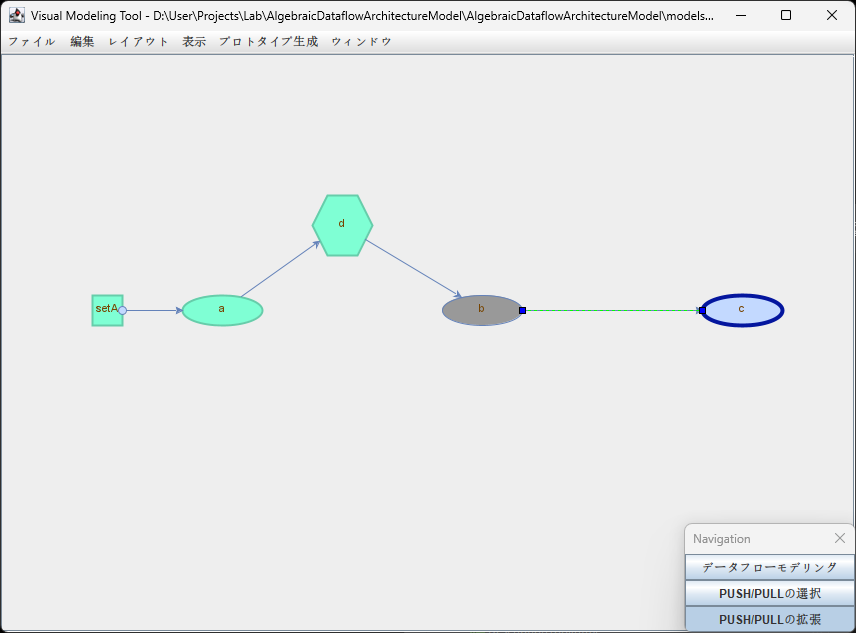 Visual Modeling Tool - D:\User\Projects\Lab\AlgebraicDataflowArchitectureModel\AlgebraicDataflowArchitectureModel\models...
ファイル 編集 レイアウト 表示 プロトタイプ生成 ウィンドウ
d
setA
a
b
c
Navigation
データフローモデリング
PUSH/PULLの選択
PUSH/PULLの拡張